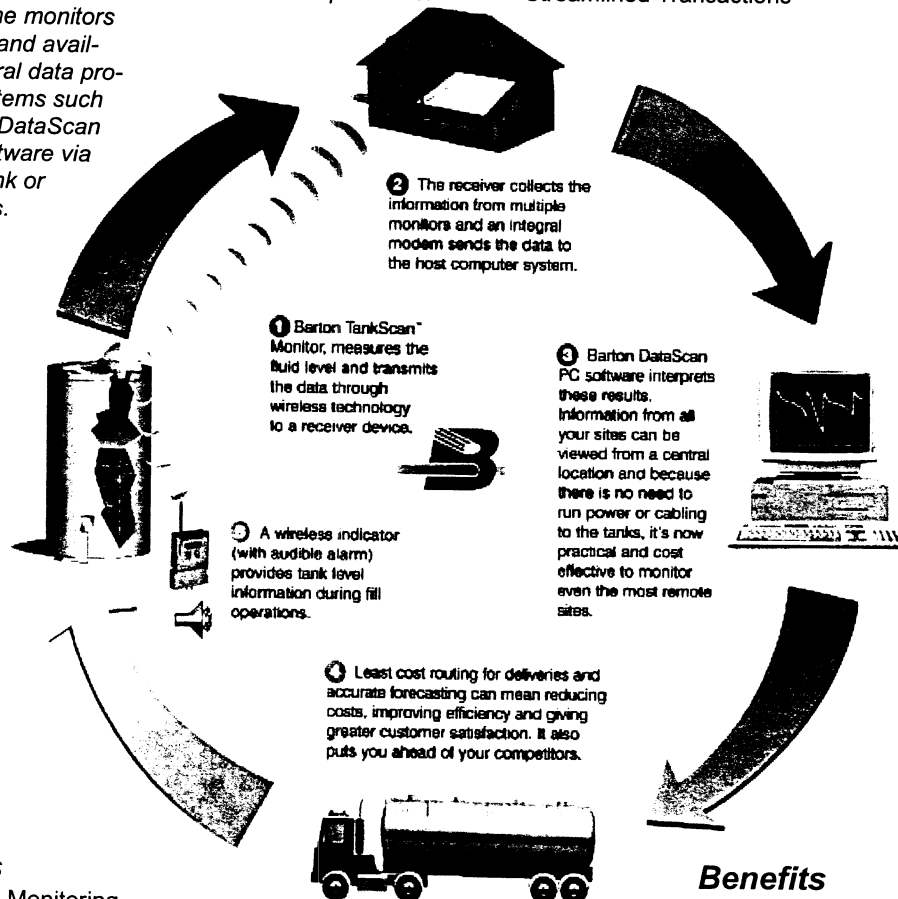 Streamlined Transactions
ne monitors
and avail-
ral data pro-
tems such
DataScan
tware via
nk or
s.
2 The receiver collects the
information from multiple
monitors and an integral
modem sends the data to
the host computer system.
1 Barton TankScan™
Monitor, measures the
fluid level and transmits
the data through
wireless technology
to a receiver device.
3 Barton DataScan
PC software interprets
these results.
Information from all
your sites can be
viewed from a central
location and because
there is no need to
run power or cabling
to the tanks, it's now
practical and cost
effective to monitor
even the most remote
sites.
A wireless indicator
(with audible alarm)
provides tank level
information during fill
operations.
4 Least cost routing for deliveries and
accurate forecasting can mean reducing
costs, improving efficiency and giving
greater customer satisfaction. It also
puts you ahead of your competitors.
Benefits
Monitoring